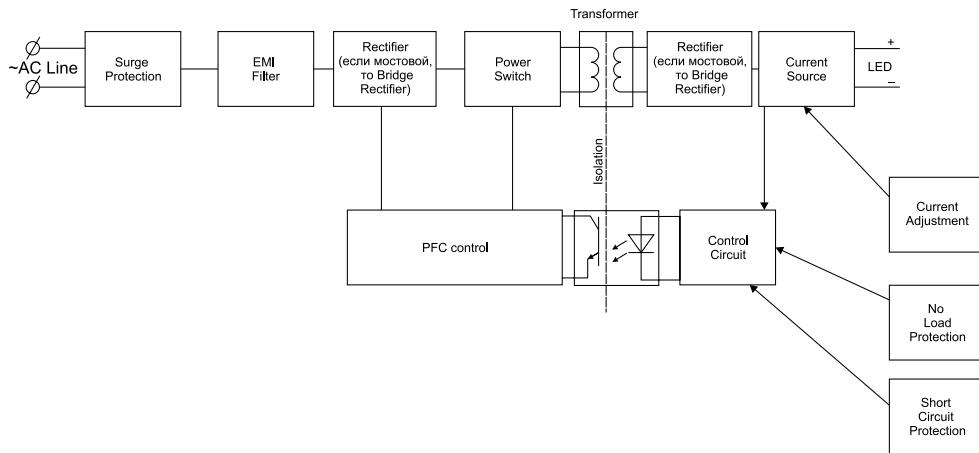 Transformer
~AC Line
Surge
Protection
EMI
Filter
Rectifier
(если мостовой,
то Bridge
Rectifier)
Power
Switch
Rectifier
(если мостовой,
то Bridge
Rectifier)
Current
Source
+
LED
–
Isolation
PFC control
Control
Circuit
Current
Adjustment
No
Load
Protection
Short
Circuit
Protection